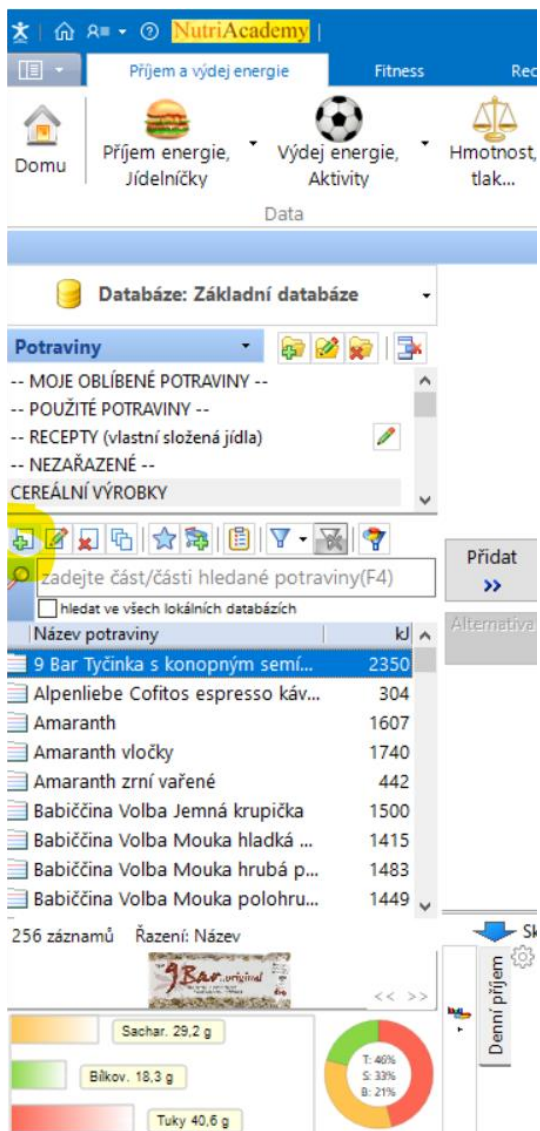 NutriAcademy
Příjem a výdej energie Fitness Rec
Domu Příjem energie, Jídelníčky Výdej energie, Aktivity Hmotnost, tlak...
Data
Databáze: Základní databáze
Potraviny
-- MOJE OBLÍBENÉ POTRAVINY --
-- POUŽITÉ POTRAVINY --
-- RECEPTY (vlastní složená jídla)
-- NEZAŘAZENÉ --
CEREÁLNÍ VÝROBKY
zadejte část/části hledané potraviny(F4)
hledat ve všech lokálních databázích
Přidat
>>
Alternativa
Název potraviny kJ
9 Bar Tyčinka s konopným semí... 2350
Alpenliebe Cofitos espresso káv... 304
Amaranth 1607
Amaranth vločky 1740
Amaranth zrní vařené 442
Babiččina Volba Jemná krupička 1500
Babiččina Volba Mouka hladká ... 1415
Babiččina Volba Mouka hrubá p... 1483
Babiččina Volba Mouka polohru... 1449
256 záznamů Řazení: Název
Sk
9Bar original
<< >>
Denní příjem
Sachar. 29,2 g
Bílkov. 18,3 g
Tuky 40,6 g
T: 46%
S: 33%
B: 21%